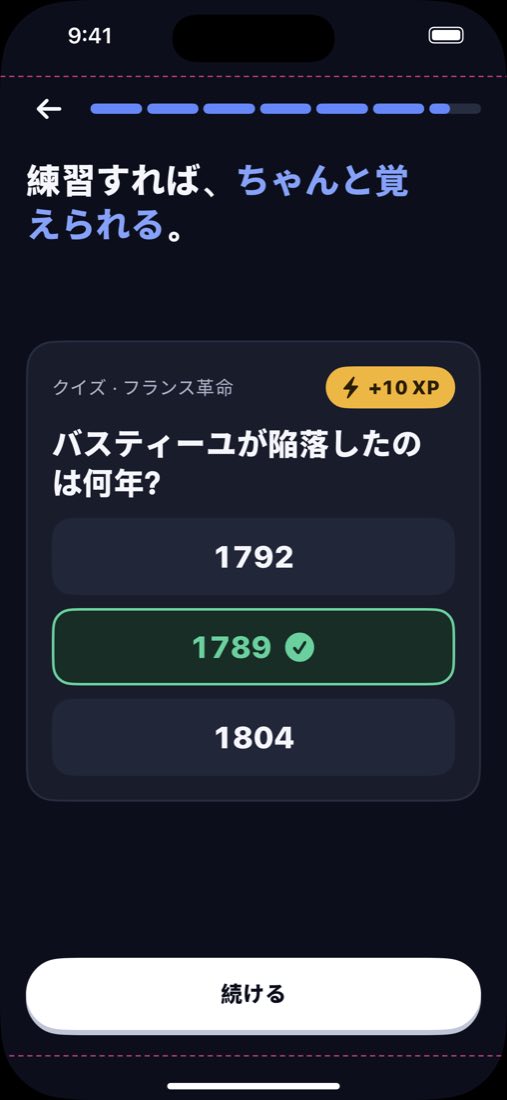 9:41
練習すれば、ちゃんと覚
えられる。
クイズ · フランス革命
+10 XP
バスティーユが陥落したの
は何年?
1792
1789
1804
続ける